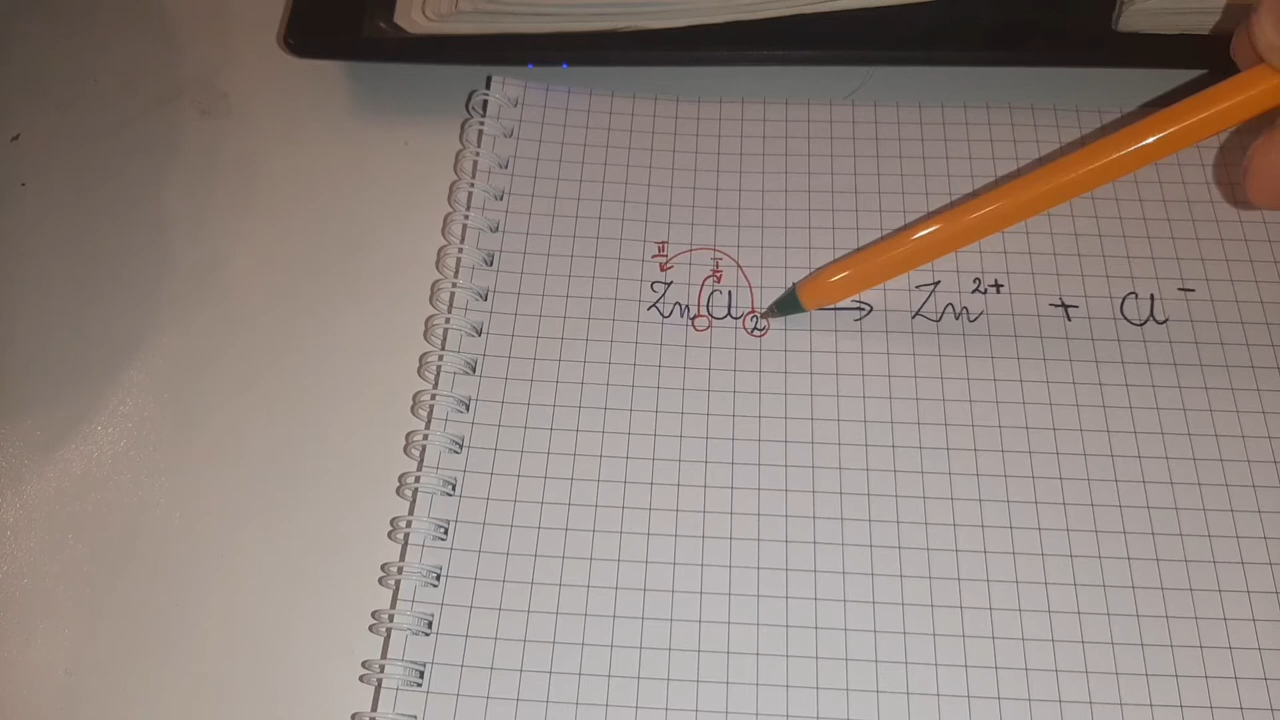 II I
ZnCl2 → Zn2+ + Cl-